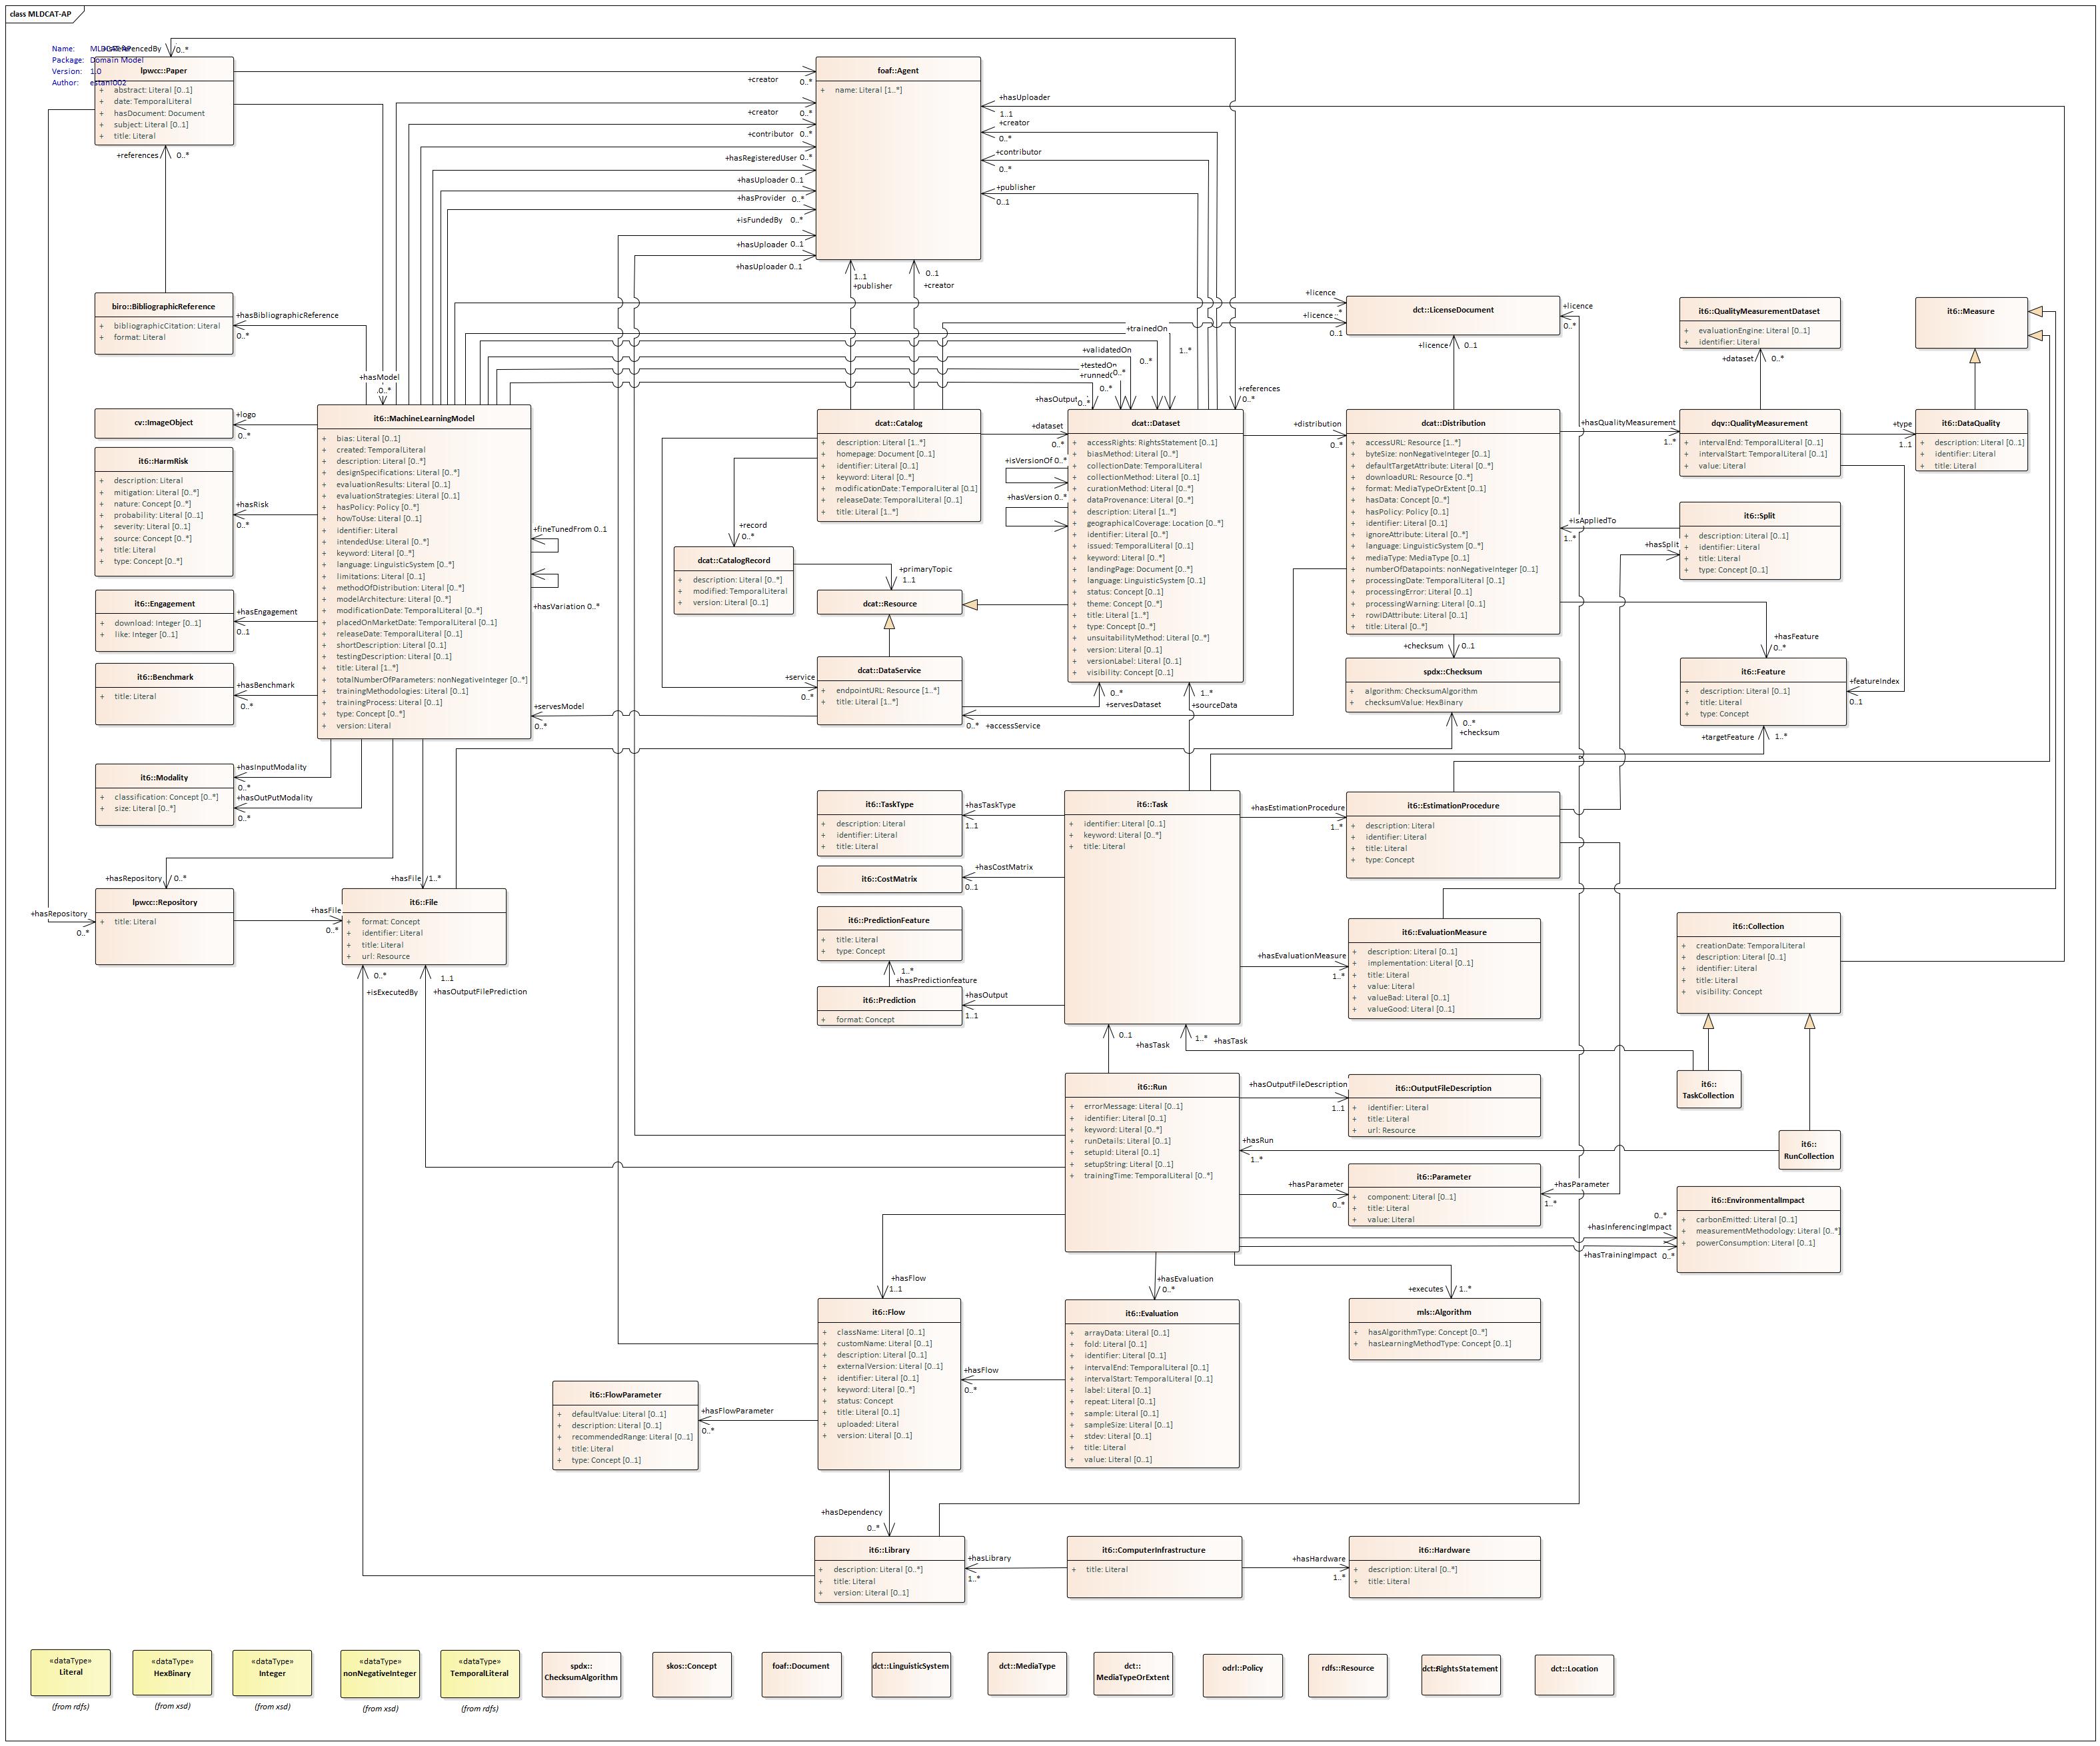 class MLDCAT-AP
Name: MLDCAT-AP
Package: Domain Model
Version: 1.0
Author: estani002
+isReferencedBy
0..*
lpwcc::Paper
+ abstract: Literal [0..1]
+ date: TemporalLiteral
+ hasDocument: Document
+ subject: Literal [0..1]
+ title: Literal
+references 0..*
foaf::Agent
+ name: Literal [1..*]
+creator 0..*
+creator 0..*
+contributor 0..*
+hasRegisteredUser 0..*
+hasUploader 0..1
+hasProvider 0..*
+isFundedBy 0..*
+hasUploader 0..1
+hasUploader 0..1
+hasUploader
1..1
+creator
0..*
+contributor
0..*
+publisher
0..1
1..1
+publisher
0..1
+creator
biro::BibliographicReference
+ bibliographicCitation: Literal
+ format: Literal
+hasBibliographicReference
0..*
+hasModel
0..*
+licence
+licence
0..1
dct::LicenseDocument
+licence
0..*
+licence 0..1
+trainedOn
1..*
+validatedOn
0..*
+testedOn
0..*
0..*
+hasOutput
0..*
+references
0..*
it6::QualityMeasurementDataset
+ evaluationEngine: Literal [0..1]
+ identifier: Literal
+dataset 0..*
it6::Measure
cv::ImageObject
+logo
0..*
it6::HarmRisk
+ description: Literal
+ mitigation: Literal [0..*]
+ nature: Concept [0..*]
+ probability: Literal [0..1]
+ severity: Literal [0..1]
+ source: Concept [0..*]
+ title: Literal
+ type: Concept [0..*]
+hasRisk
0..*
it6::Engagement
+ download: Integer [0..1]
+ like: Integer [0..1]
+hasEngagement
0..1
it6::Benchmark
+ title: Literal
+hasBenchmark
0..*
it6::Modality
+ classification: Concept [0..*]
+ size: Literal [0..*]
+hasInputModality
0..*
+hasOutPutModality
0..*
it6::MachineLearningModel
+ bias: Literal [0..1]
+ created: TemporalLiteral
+ description: Literal [0..*]
+ designSpecifications: Literal [0..*]
+ evaluationResults: Literal [0..*]
+ evaluationStrategies: Literal [0..1]
+ hasPolicy: Policy [0..*]
+ howToUse: Literal [0..1]
+ identifier: Literal
+ intendedUse: Literal [0..*]
+ keyword: Literal [0..*]
+ language: LinguisticSystem [0..*]
+ limitations: Literal [0..1]
+ methodOfDistribution: Literal [0..*]
+ modelArchitecture: Literal [0..*]
+ modificationDate: TemporalLiteral [0..*]
+ placedOnMarketDate: TemporalLiteral [0..1]
+ releaseDate: TemporalLiteral [0..1]
+ shortDescription: Literal [0..1]
+ testingDescription: Literal [0..1]
+ title: Literal [1..*]
+ totalNumberOfParameters: nonNegativeInteger [0..*]
+ trainingMethodologies: Literal [0..1]
+ trainingProcess: Literal [0..1]
+ type: Concept [0..*]
+ version: Literal
+fineTunedFrom 0..1
+hasVariation 0..*
+servesModel
0..*
dcat::Catalog
+ description: Literal [1..*]
+ homepage: Document [0..1]
+ identifier: Literal [0..1]
+ keyword: Literal [0..*]
+ modificationDate: TemporalLiteral [0..1]
+ releaseDate: TemporalLiteral [0..1]
+ title: Literal [1..*]
+dataset
0..*
+record
0..*
dcat::CatalogRecord
+ description: Literal [0..*]
+ modified: TemporalLiteral
+ version: Literal [0..1]
+primaryTopic
1..1
dcat::Resource
+service
0..*
dcat::DataService
+ endpointURL: Resource [1..*]
+ title: Literal [1..*]
0..*
+servesDataset
0..* +accessService
1..*
+sourceData
dcat::Dataset
+ accessRights: RightsStatement [0..1]
+ biasMethod: Literal [0..*]
+ collectionDate: TemporalLiteral
+ collectionMethod: Literal [0..1]
+ curationMethod: Literal [0..*]
+ dataProvenance: Literal [0..*]
+ description: Literal [1..*]
+ geographicalCoverage: Location [0..*]
+ identifier: Literal [0..*]
+ issued: TemporalLiteral [0..1]
+ keyword: Literal [0..*]
+ landingPage: Document [0..*]
+ language: LinguisticSystem [0..1]
+ status: Concept [0..1]
+ theme: Concept [0..*]
+ title: Literal [1..*]
+ type: Concept [0..*]
+ unsuitabilityMethod: Literal [0..*]
+ version: Literal [0..1]
+ versionLabel: Literal [0..1]
+ visibility: Concept [0..1]
+isVersionOf 0..*
+hasVersion 0..*
+distribution
0..*
dcat::Distribution
+ accessURL: Resource [1..*]
+ byteSize: nonNegativeInteger [0..1]
+ defaultTargetAttribute: Literal [0..*]
+ downloadURL: Resource [0..*]
+ format: MediaTypeOrExtent [0..1]
+ hasData: Concept [0..*]
+ hasPolicy: Policy [0..1]
+ identifier: Literal [0..1]
+ ignoreAttribute: Literal [0..*]
+ language: LinguisticSystem [0..*]
+ mediaType: MediaType [0..1]
+ numberOfDatapoints: nonNegativeInteger [0..1]
+ processingDate: TemporalLiteral [0..1]
+ processingError: Literal [0..1]
+ processingWarning: Literal [0..*]
+ rowIDAttribute: Literal [0..1]
+ title: Literal [0..*]
+checksum 0..1
spdx::Checksum
+ algorithm: ChecksumAlgorithm
+ checksumValue: HexBinary
0..*
+checksum
+hasQualityMeasurement
1..*
dqv::QualityMeasurement
+ intervalEnd: TemporalLiteral [0..1]
+ intervalStart: TemporalLiteral [0..1]
+ value: Literal
+type
1..1
it6::DataQuality
+ description: Literal [0..1]
+ identifier: Literal
+ title: Literal
+isAppliedTo
1..*
+hasSplit
1..*
it6::Split
+ description: Literal [0..1]
+ identifier: Literal
+ title: Literal
+ type: Concept [0..1]
+hasFeature
0..*
it6::Feature
+ description: Literal [0..1]
+ title: Literal
+ type: Concept
+featureIndex
0..1
+targetFeature 1..*
+hasRepository 0..*
+hasRepository
0..*
lpwcc::Repository
+ title: Literal
+hasFile
0..*
+hasFile 1..*
it6::File
+ format: Concept
+ identifier: Literal
+ title: Literal
+ url: Resource
0..*
+isExecutedBy
1..1
+hasOutputFilePrediction
it6::TaskType
+ description: Literal
+ identifier: Literal
+ title: Literal
+hasTaskType
1..1
it6::CostMatrix
+hasCostMatrix
0..1
it6::PredictionFeature
+ title: Literal
+ type: Concept
1..*
+hasPredictionfeature
it6::Prediction
+ format: Concept
+hasOutput
1..1
it6::Task
+ identifier: Literal [0..1]
+ keyword: Literal [0..*]
+ title: Literal
+hasEstimationProcedure
1..*
it6::EstimationProcedure
+ description: Literal
+ identifier: Literal
+ title: Literal
+ type: Concept
+hasEvaluationMeasure
1..*
it6::EvaluationMeasure
+ description: Literal [0..1]
+ implementation: Literal [0..1]
+ title: Literal
+ value: Literal
+ valueBad: Literal [0..1]
+ valueGood: Literal [0..1]
it6::Collection
+ creationDate: TemporalLiteral
+ description: Literal [0..1]
+ identifier: Literal
+ title: Literal
+ visibility: Concept
0..1
+hasTask
1..* +hasTask
it6::
TaskCollection
it6::
RunCollection
it6::Run
+ errorMessage: Literal [0..1]
+ identifier: Literal [0..1]
+ keyword: Literal [0..*]
+ runDetails: Literal [0..1]
+ setupId: Literal [0..1]
+ setupString: Literal [0..1]
+ trainingTime: TemporalLiteral [0..*]
+hasOutputFileDescription
1..1
it6::OutputFileDescription
+ identifier: Literal
+ title: Literal
+ url: Resource
+hasRun
1..*
+hasParameter
0..*
it6::Parameter
+ component: Literal [0..1]
+ title: Literal
+ value: Literal
+hasParameter
1..*
0..*
+hasInferencingImpact
+hasTrainingImpact 0..*
it6::EnvironmentalImpact
+ carbonEmitted: Literal [0..1]
+ measurementMethodology: Literal [0..*]
+ powerConsumption: Literal [0..1]
+hasFlow
1..1
+hasEvaluation
0..*
+executes 1..*
it6::Flow
+ className: Literal [0..1]
+ customName: Literal [0..1]
+ description: Literal [0..1]
+ externalVersion: Literal [0..1]
+ identifier: Literal [0..1]
+ keyword: Literal [0..*]
+ status: Concept
+ title: Literal [0..1]
+ uploaded: Literal
+ version: Literal [0..1]
+hasFlow
0..*
it6::Evaluation
+ arrayData: Literal [0..1]
+ fold: Literal [0..1]
+ identifier: Literal [0..1]
+ intervalEnd: TemporalLiteral [0..1]
+ intervalStart: TemporalLiteral [0..1]
+ label: Literal [0..1]
+ repeat: Literal [0..1]
+ sample: Literal [0..1]
+ sampleSize: Literal [0..1]
+ stdev: Literal [0..1]
+ title: Literal
+ value: Literal [0..1]
mls::Algorithm
+ hasAlgorithmType: Concept [0..*]
+ hasLearningMethodType: Concept [0..1]
it6::FlowParameter
+ defaultValue: Literal [0..1]
+ description: Literal [0..1]
+ recommendedRange: Literal [0..1]
+ title: Literal
+ type: Concept [0..1]
+hasFlowParameter
0..*
+hasDependency
0..*
it6::Library
+ description: Literal [0..*]
+ title: Literal
+ version: Literal [0..1]
+hasLibrary
1..*
it6::ComputerInfrastructure
+ title: Literal
+hasHardware
1..*
it6::Hardware
+ description: Literal [0..*]
+ title: Literal
«dataType»
Literal
(from rdfs)
«dataType»
HexBinary
(from xsd)
«dataType»
Integer
(from xsd)
«dataType»
nonNegativeInteger
(from xsd)
«dataType»
TemporalLiteral
(from rdfs)
spdx::
ChecksumAlgorithm
skos::Concept
foaf::Document
dct::LinguisticSystem
dct::MediaType
dct::
MediaTypeOrExtent
odrl::Policy
rdfs::Resource
dct::RightsStatement
dct::Location